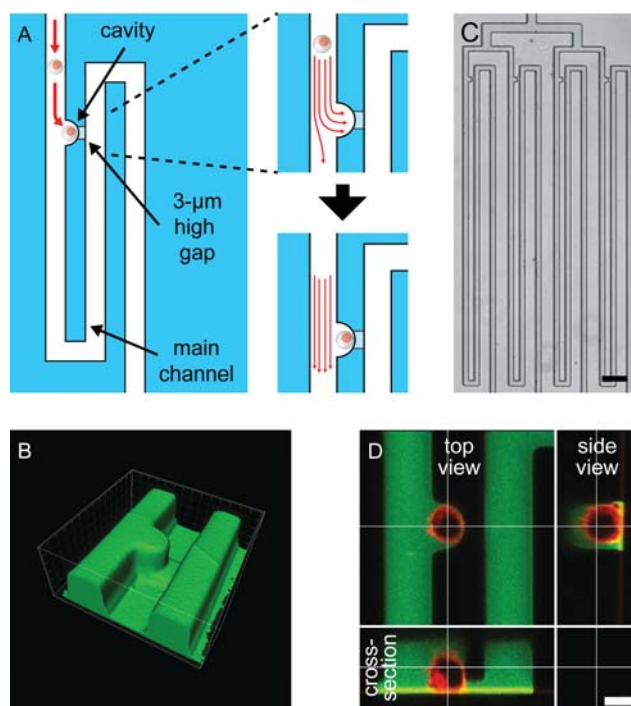 A
cavity
3-µm
high
gap
main
channel
B
C
D
top
view
side
view
cross-
section